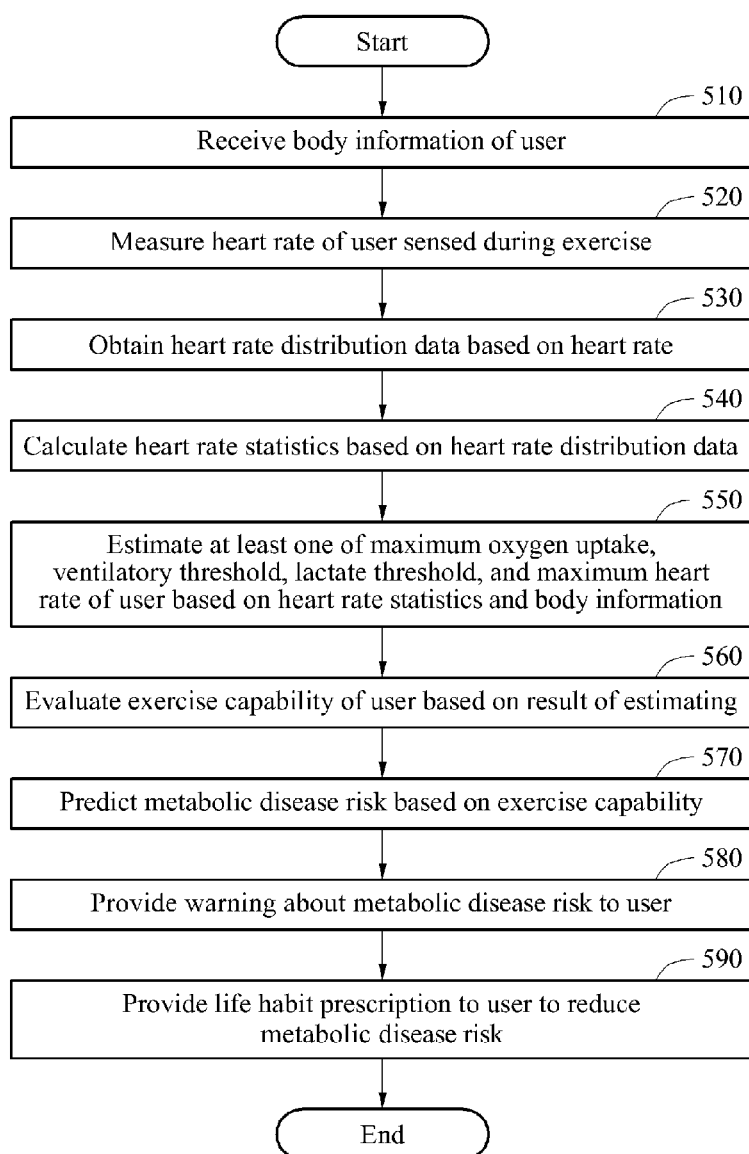 Start
510
Receive body information of user
520
Measure heart rate of user sensed during exercise
530
Obtain heart rate distribution data based on heart rate
540
Calculate heart rate statistics based on heart rate distribution data
550
Estimate at least one of maximum oxygen uptake,
ventilatory threshold, lactate threshold, and maximum heart
rate of user based on heart rate statistics and body information
560
Evaluate exercise capability of user based on result of estimating
570
Predict metabolic disease risk based on exercise capability
580
Provide warning about metabolic disease risk to user
590
Provide life habit prescription to user to reduce
metabolic disease risk
End